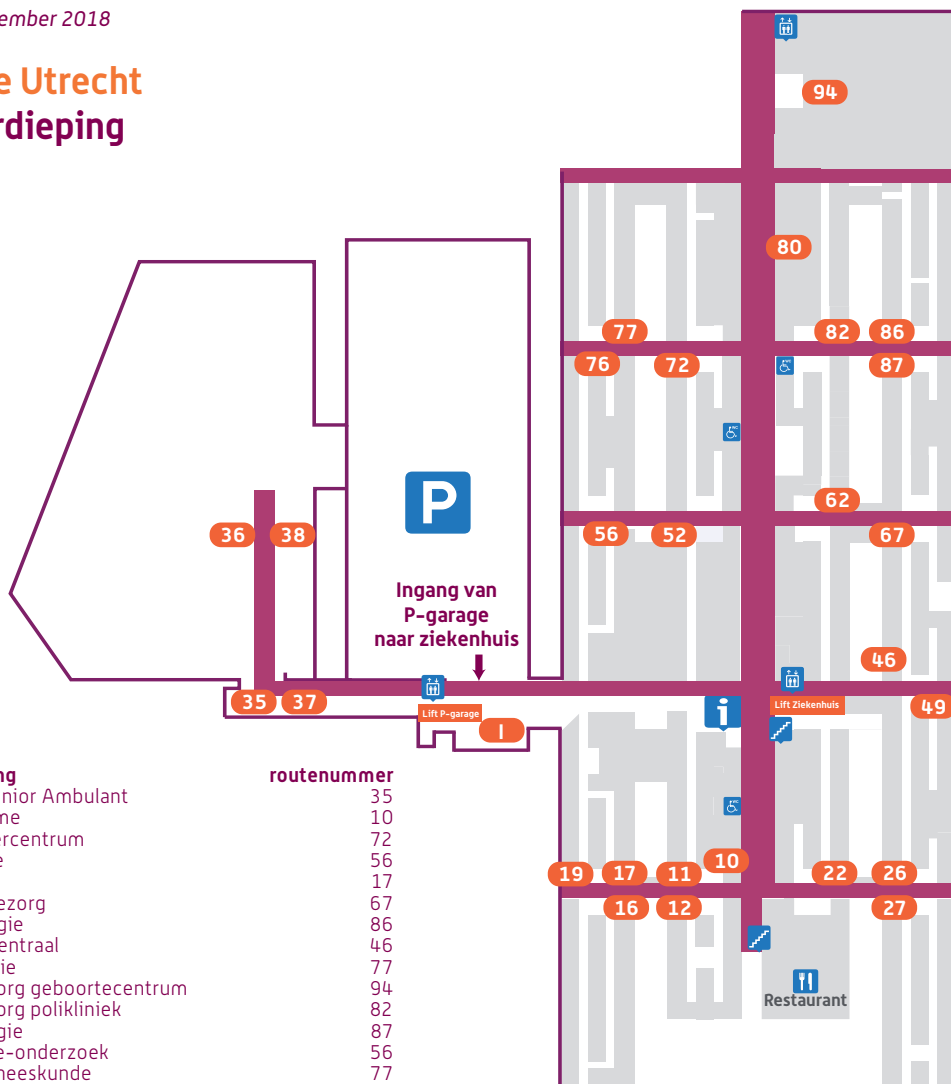 ember 2018
e Utrecht
rdieping
94
80
77
82
86
76
72
87
62
36
38
P
56
52
67
Ingang van
P-garage
naar ziekenhuis
46
35
37
Lift P-garage
I
i
Lift Ziekenhuis
49
ng routenummer
nior Ambulant 35
me 10
ercentrum 72
e 56
17
ezorg 67
gie 86
entraal 46
ie 77
org geboortecentrum 94
org polikliniek 82
gie 87
e-onderzoek 56
neeskunde 77
19
17
11
10
22
26
16
12
27
Restaurant